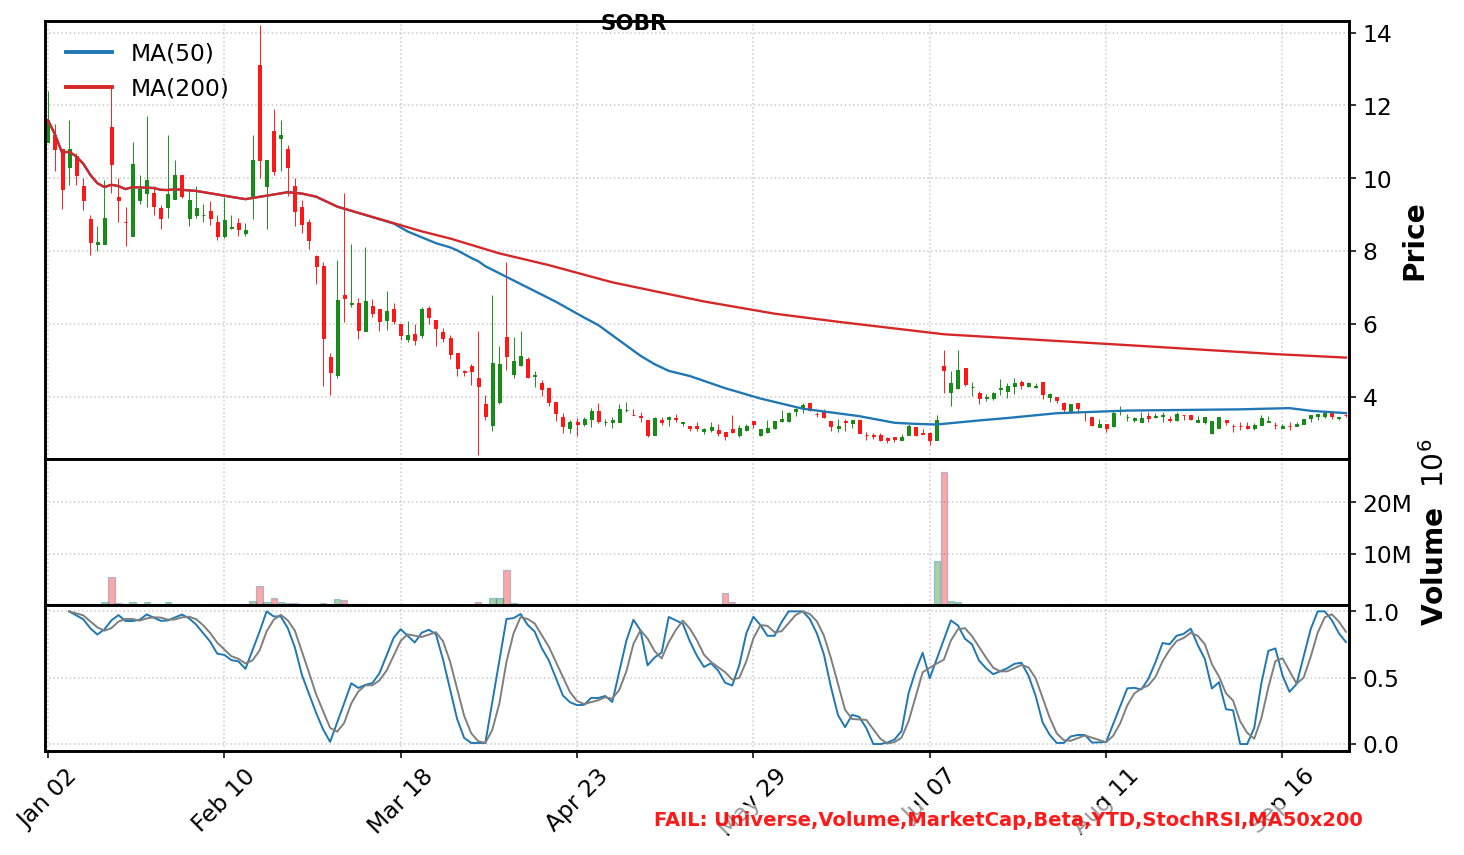 SOBR
MA(50)
MA(200)
14
12
10
8
6
4
Price
20M
10M
Volume 10^6
1.0
0.5
0.0
Jan 02
Feb 10
Mar 18
Apr 23
May 29
Jul 07
Aug 11
Sep 16
FAIL: Universe,Volume,MarketCap,Beta,YTD,StochRSI,MA50x200